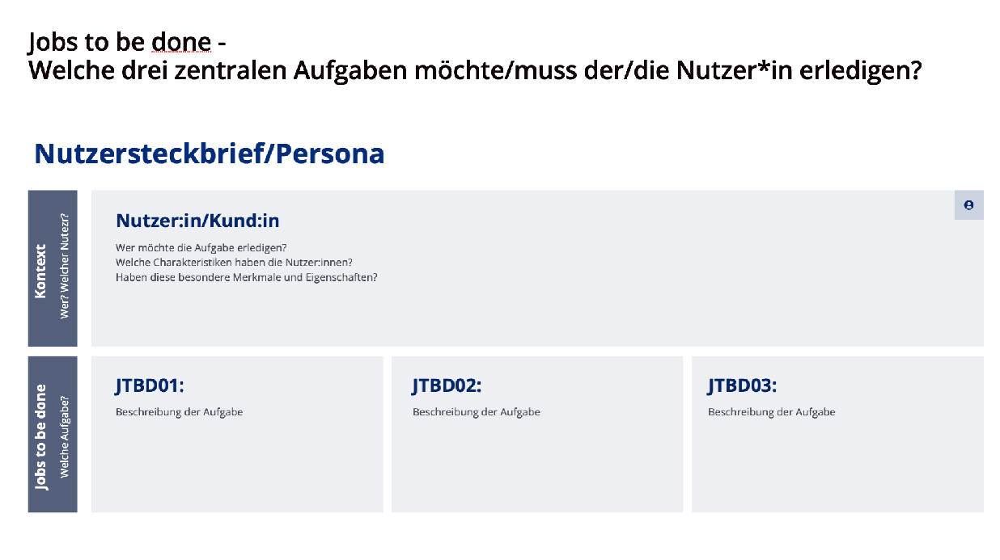 Jobs to be done -
Welche drei zentralen Aufgaben möchte/muss der/die Nutzer*in erledigen?
Nutzersteckbrief/Persona
Kontext
Wer? Welcher Nutezr?
Nutzer:in/Kund:in
Wer möchte die Aufgabe erledigen?
Welche Charakteristiken haben die Nutzer:innen?
Haben diese besondere Merkmale und Eigenschaften?
Jobs to be done
Welche Aufgabe?
JTBD01:
Beschreibung der Aufgabe
JTBD02:
Beschreibung der Aufgabe
JTBD03:
Beschreibung der Aufgabe